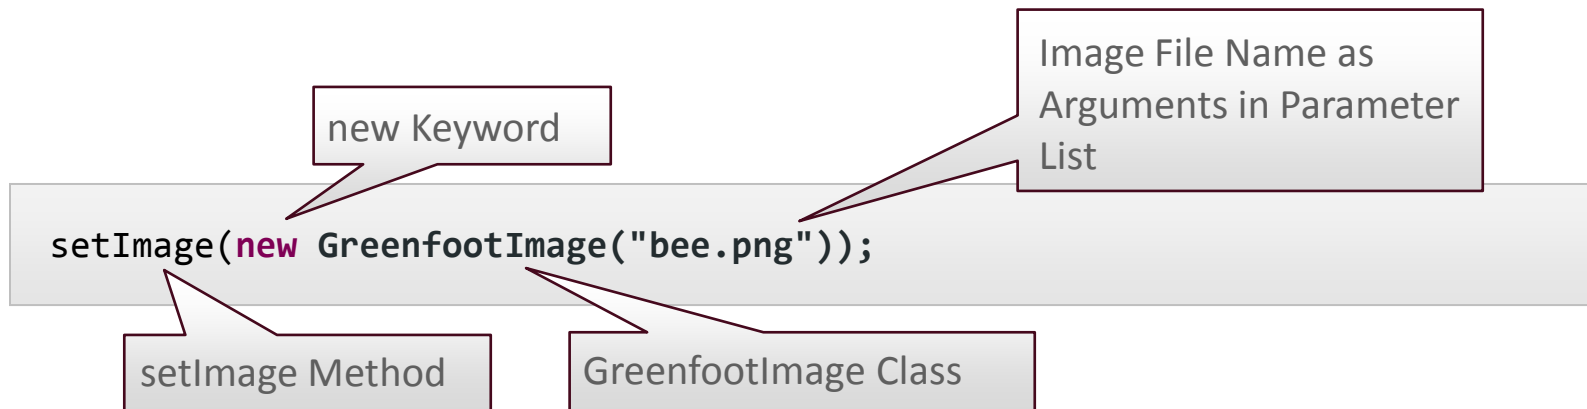 Image File Name as
Arguments in Parameter
List
new Keyword
setImage(new GreenfootImage("bee.png"));
setImage Method
GreenfootImage Class